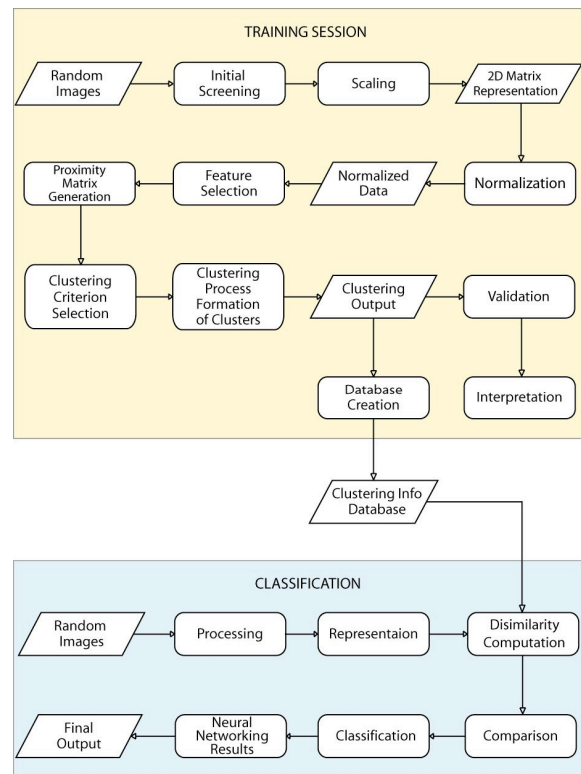 TRAINING SESSION
Random
Images
Initial
Screening
Scaling
2D Matrix
Representation
Proximity
Matrix
Generation
Feature
Selection
Normalized
Data
Normalization
Clustering
Criterion
Selection
Clustering
Process
Formation
of Clusters
Clustering
Output
Validation
Database
Creation
Interpretation
Clustering Info
Database
CLASSIFICATION
Random
Images
Processing
Representaion
Disimilarity
Computation
Final
Output
Neural
Networking
Results
Classification
Comparison